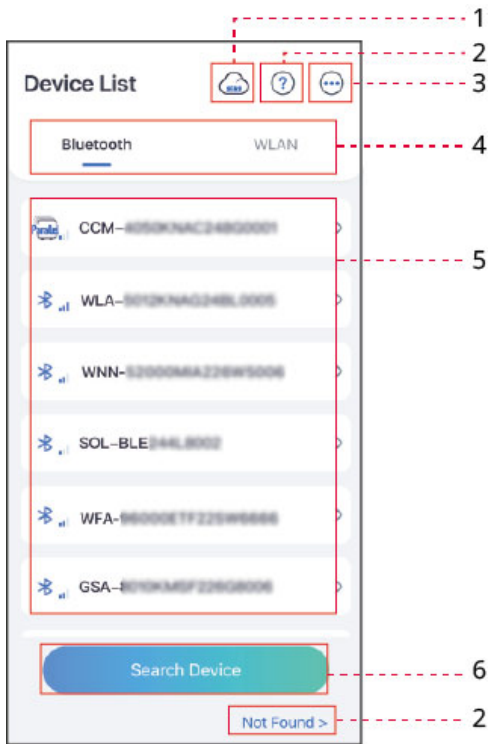 1
2
Device List
3
Bluetooth WLAN
4
Parallel
CCM-
5
WLA-
WNN-
SOL-BLE
WFA-
GSA-
Search Device
6
Not Found >
2